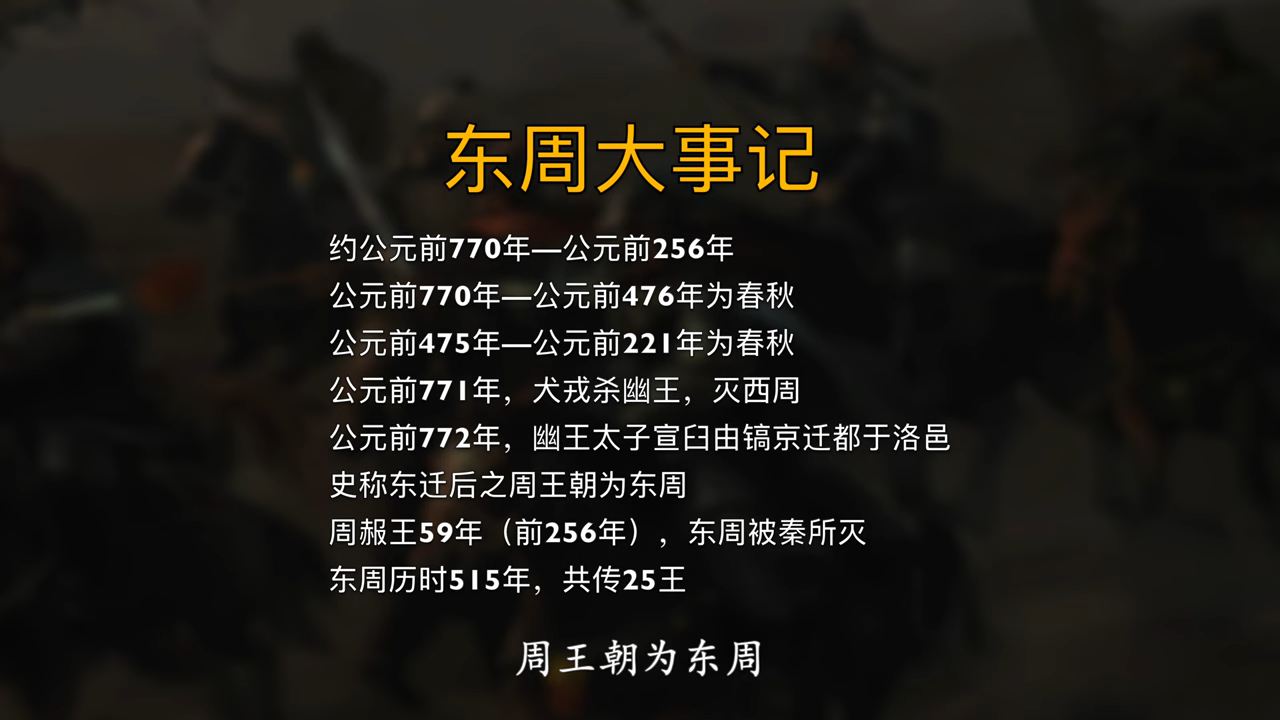 东周大事记
约公元前770年—公元前256年
公元前770年—公元前476年为春秋
公元前475年—公元前221年为春秋
公元前771年，犬戎杀幽王，灭西周
公元前772年，幽王太子宣臼由镐京迁都于洛邑
史称东迁后之周王朝为东周
周赧王59年（前256年），东周被秦所灭
东周历时515年，共传25王
周王朝为东周